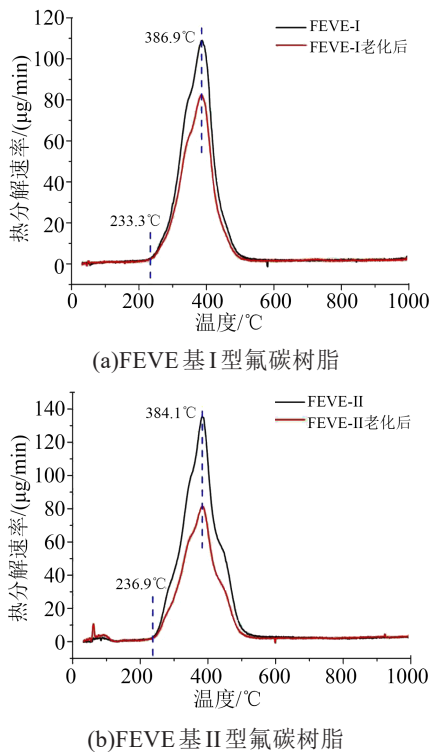 120
100
80
60
40
20
0
热分解速率/(μg/min)
386.9℃
233.3℃
FEVE-I
FEVE-I老化后
0 200 400 600 800 1000
温度/℃
(a)FEVE基I型氟碳树脂
140
120
100
80
60
40
20
0
热分解速率/(μg/min)
384.1℃
236.9℃
FEVE-II
FEVE-II老化后
0 200 400 600 800 1000
温度/℃
(b)FEVE基II型氟碳树脂